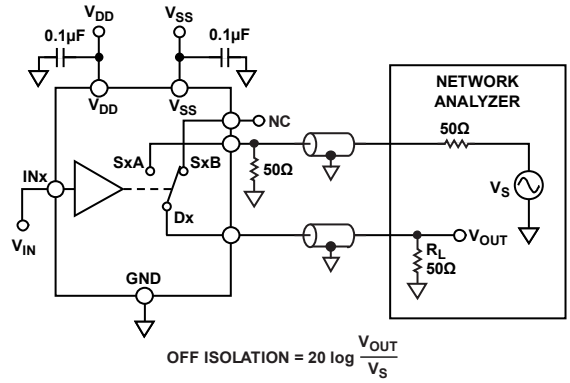 VDD
VSS
0.1µF
0.1µF
VDD
VSS
NC
NETWORK
ANALYZER
50Ω
SxA
SxB
50Ω
INx
VS
Dx
VIN
VOUT
RL
50Ω
GND
OFF ISOLATION = 20 log VOUT
VS